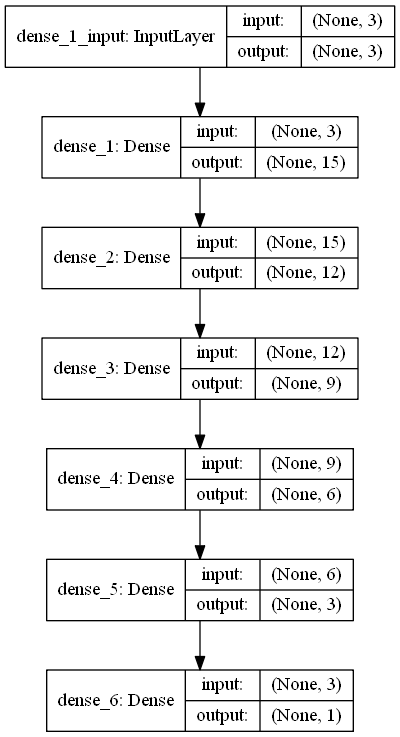 dense_1_input: InputLayer
input: (None, 3)
output: (None, 3)
dense_1: Dense
input: (None, 3)
output: (None, 15)
dense_2: Dense
input: (None, 15)
output: (None, 12)
dense_3: Dense
input: (None, 12)
output: (None, 9)
dense_4: Dense
input: (None, 9)
output: (None, 6)
dense_5: Dense
input: (None, 6)
output: (None, 3)
dense_6: Dense
input: (None, 3)
output: (None, 1)